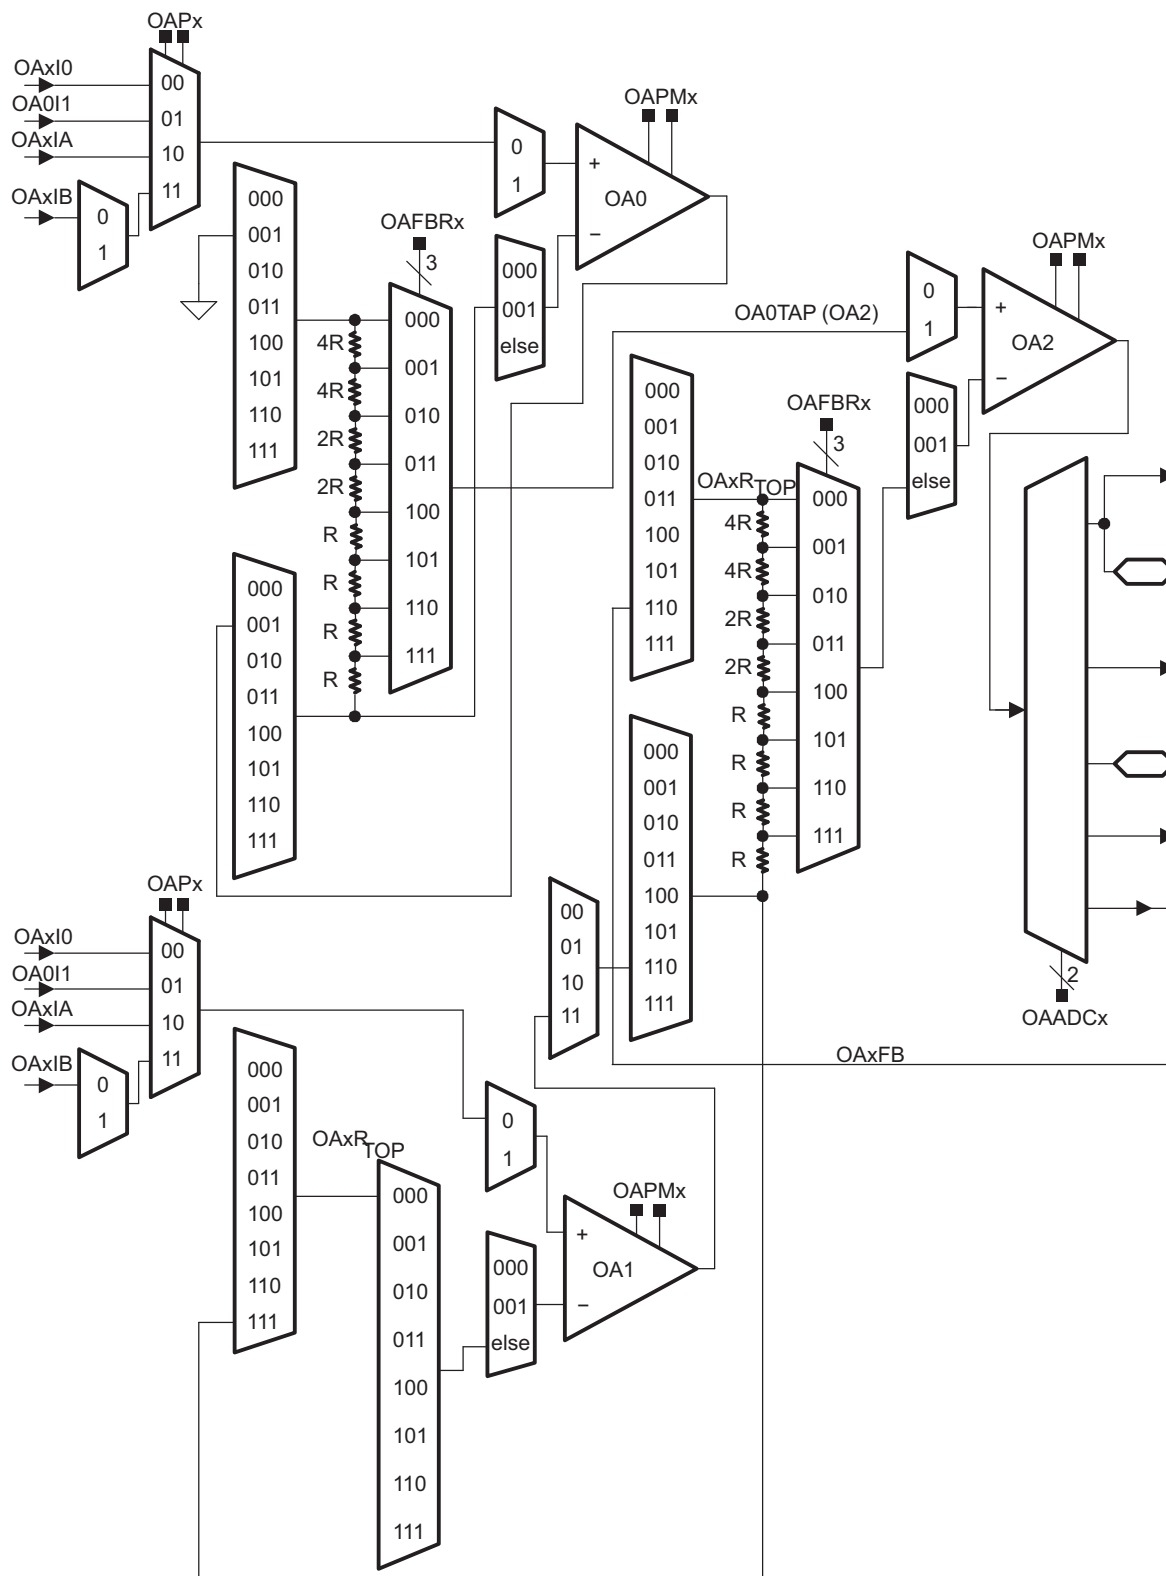 OAPx
OAxI0
OA0I1
OAxIA
OAxIB
00
01
10
11
0
1
000
001
010
011
100
101
110
111
OAFBRx
3
4R
4R
2R
2R
R
R
R
R
000
001
010
011
100
101
110
111
000
001
010
011
100
101
110
111
0
1
000
001
else
OAPMx
+
OA0
−
OA0TAP (OA2)
0
1
000
001
else
OAPMx
+
OA2
−
000
001
010
011
100
101
110
111
OAxRTOP
OAFBRx
3
4R
4R
2R
2R
R
R
R
R
000
001
010
011
100
101
110
111
000
001
010
011
100
101
110
111
00
01
10
11
2
OAADCx
OAxFB
OAPx
OAxI0
OA0I1
OAxIA
OAxIB
00
01
10
11
0
1
000
001
010
011
100
101
110
111
OAxRTOP
000
001
010
011
100
101
110
111
0
1
000
001
else
OAPMx
+
OA1
−